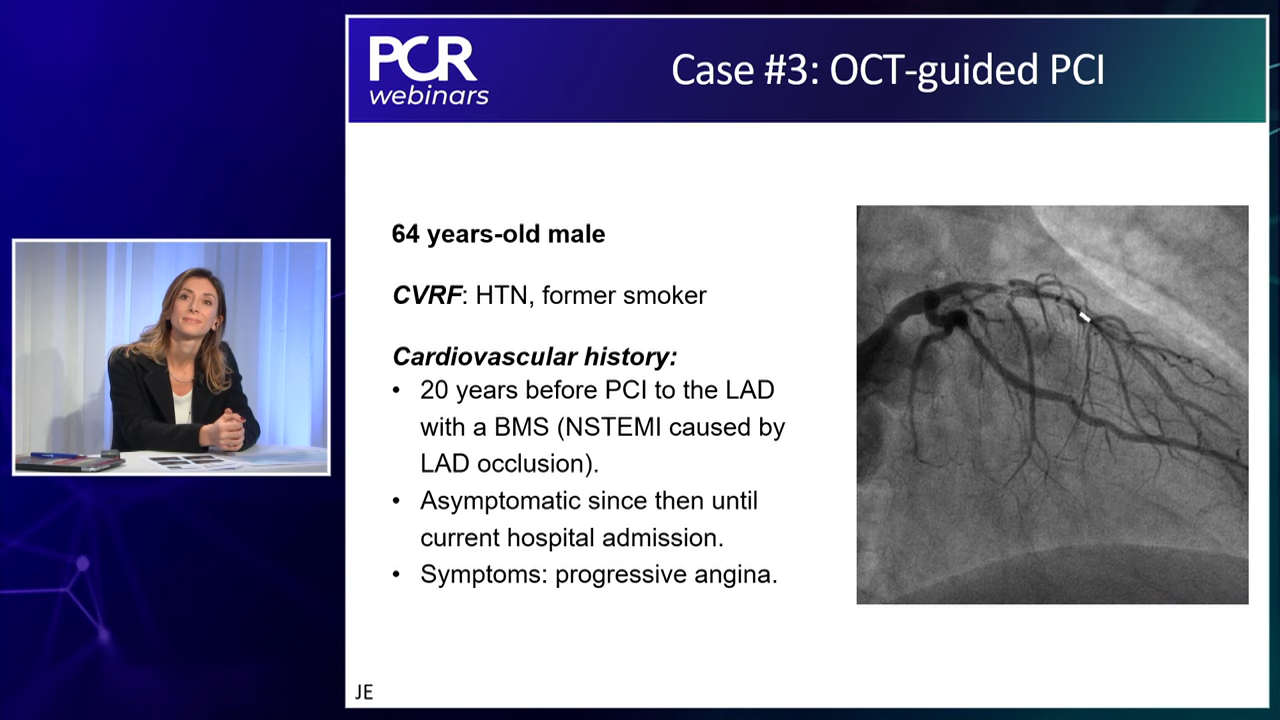 PCR
webinars
Case #3: OCT-guided PCI
64 years-old male
CVRF: HTN, former smoker
Cardiovascular history:
• 20 years before PCI to the LAD
with a BMS (NSTEMI caused by
LAD occlusion).
• Asymptomatic since then until
current hospital admission.
• Symptoms: progressive angina.
JE